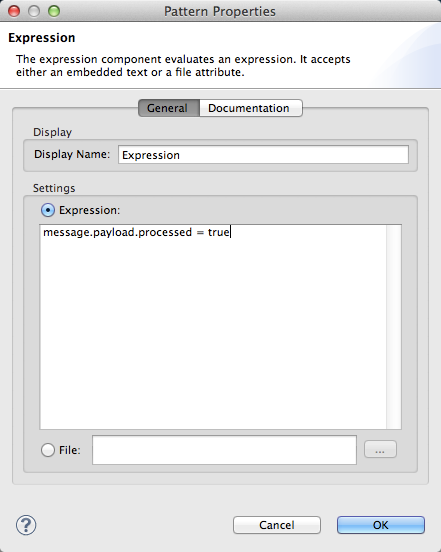 Pattern Properties
Expression
The expression component evaluates an expression. It accepts
either an embedded text or a file attribute.
General Documentation
Display
Display Name: Expression
Settings
Expression:
message.payload.processed = true
File: ...
? Cancel OK